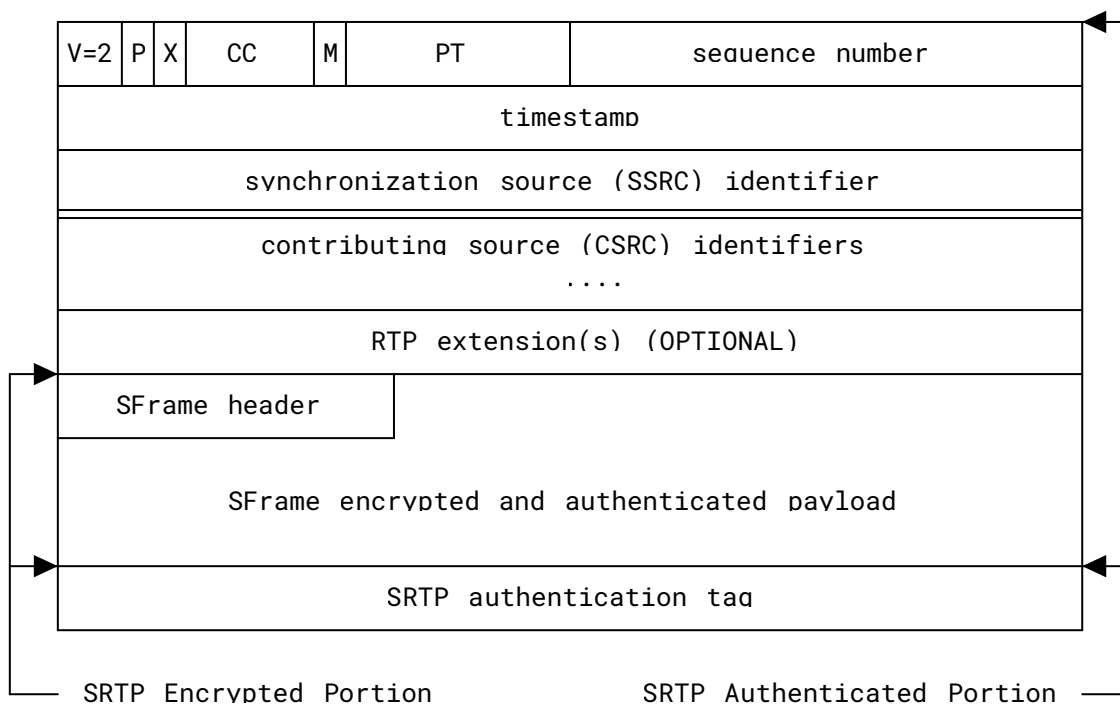 V=2 P X CC M PT sequence number
timestamp
synchronization source (SSRC) identifier
contributing source (CSRC) identifiers
....
RTP extension(s) (OPTIONAL)
SFrame header
SFrame encrypted and authenticated payload
SRTP authentication tag
SRTP Encrypted Portion SRTP Authenticated Portion